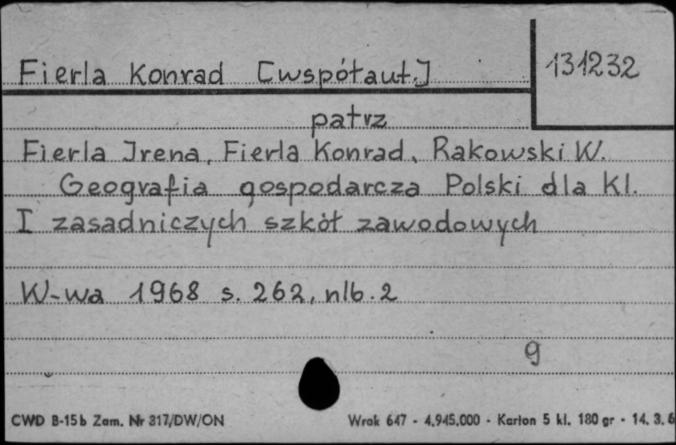 Fierla Konrad [współaut.]
131232
patrz
Fierla Irena, Fierla Konrad, Rakowski W.
Geografia gospodarcza Polski dla Kl.
I zasadniczych szkół zawodowych
W-wa 1968 s. 262, nlb. 2
g
CWD B-15b Zam. Nr 317/DW/ON
Wrak 647 - 4.945.000 - Karton 5 kl. 180 gr - 14. 3. 6